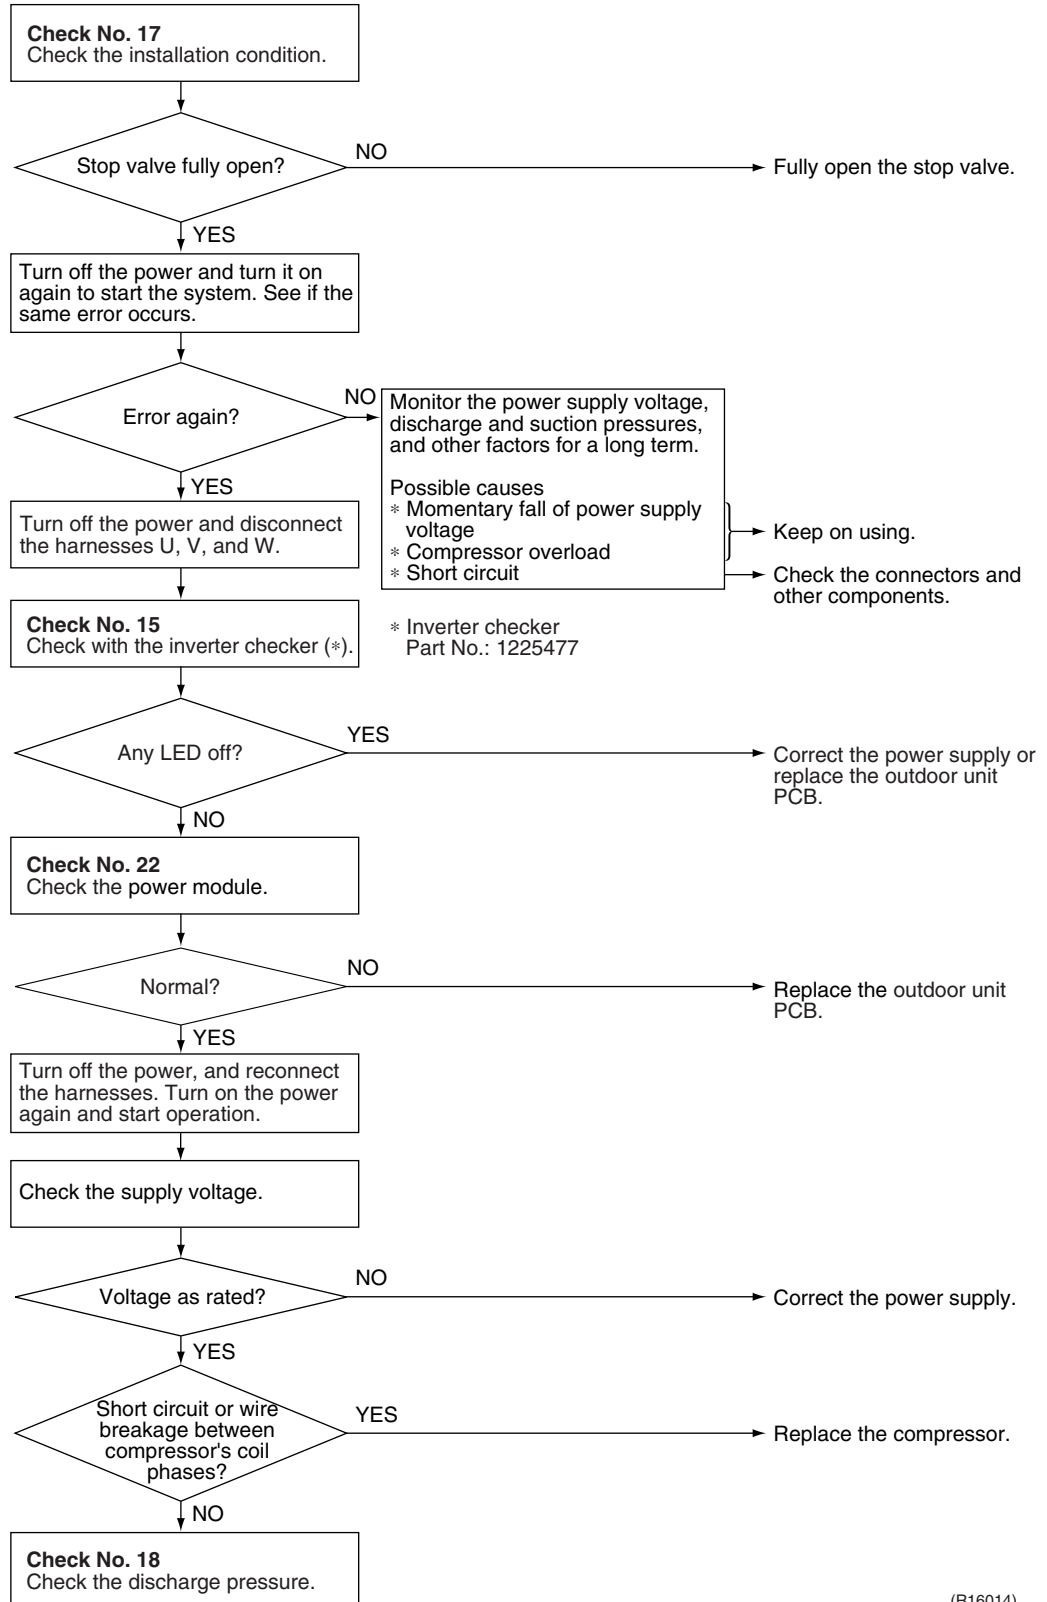 Check No. 17
Check the installation condition.
Stop valve fully open?
NO
Fully open the stop valve.
YES
Turn off the power and turn it on
again to start the system. See if the
same error occurs.
Error again?
NO
Monitor the power supply voltage,
discharge and suction pressures,
and other factors for a long term.
Possible causes
* Momentary fall of power supply
voltage
* Compressor overload
* Short circuit
Keep on using.
Check the connectors and
other components.
YES
Turn off the power and disconnect
the harnesses U, V, and W.
Check No. 15
Check with the inverter checker (*).
* Inverter checker
Part No.: 1225477
Any LED off?
YES
Correct the power supply or
replace the outdoor unit
PCB.
NO
Check No. 22
Check the power module.
Normal?
NO
Replace the outdoor unit
PCB.
YES
Turn off the power, and reconnect
the harnesses. Turn on the power
again and start operation.
Check the supply voltage.
Voltage as rated?
NO
Correct the power supply.
YES
Short circuit or wire
breakage between
compressor's coil
phases?
YES
Replace the compressor.
NO
Check No. 18
Check the discharge pressure.
(R16014)